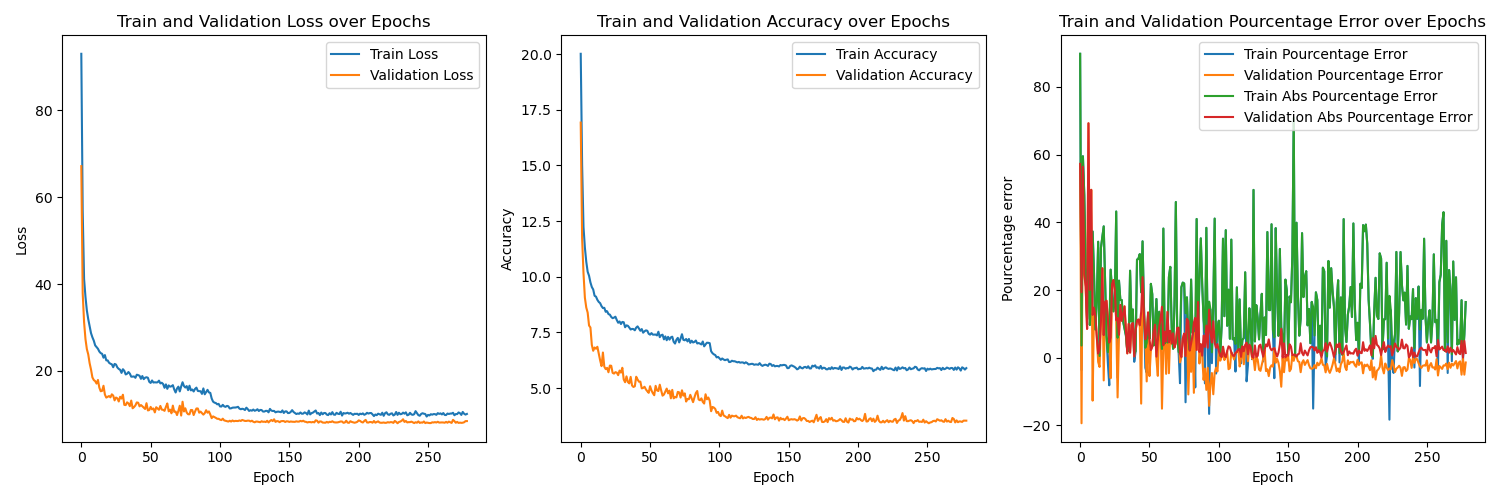 Train and Validation Loss over Epochs
Train Loss
Validation Loss
80
60
40
20
Loss
0
50
100
150
200
250
Epoch
Train and Validation Accuracy over Epochs
Train Accuracy
Validation Accuracy
20.0
17.5
15.0
12.5
10.0
7.5
5.0
Accuracy
0
50
100
150
200
250
Epoch
Train and Validation Pourcentage Error over Epochs
Train Pourcentage Error
Validation Pourcentage Error
Train Abs Pourcentage Error
Validation Abs Pourcentage Error
80
60
40
20
0
−20
Pourcentage error
0
50
100
150
200
250
Epoch